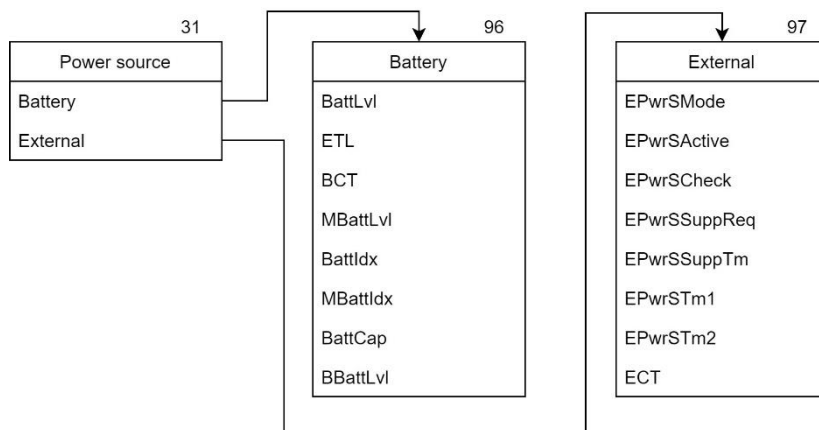 31
Power source
Battery
External
96
Battery
BattLvl
ETL
BCT
MBattLvl
BattIdx
MBattIdx
BattCap
BBattLvl
97
External
EPwrSMode
EPwrSActive
EPwrSCheck
EPwrSSuppReq
EPwrSSuppTm
EPwrSTm1
EPwrSTm2
ECT